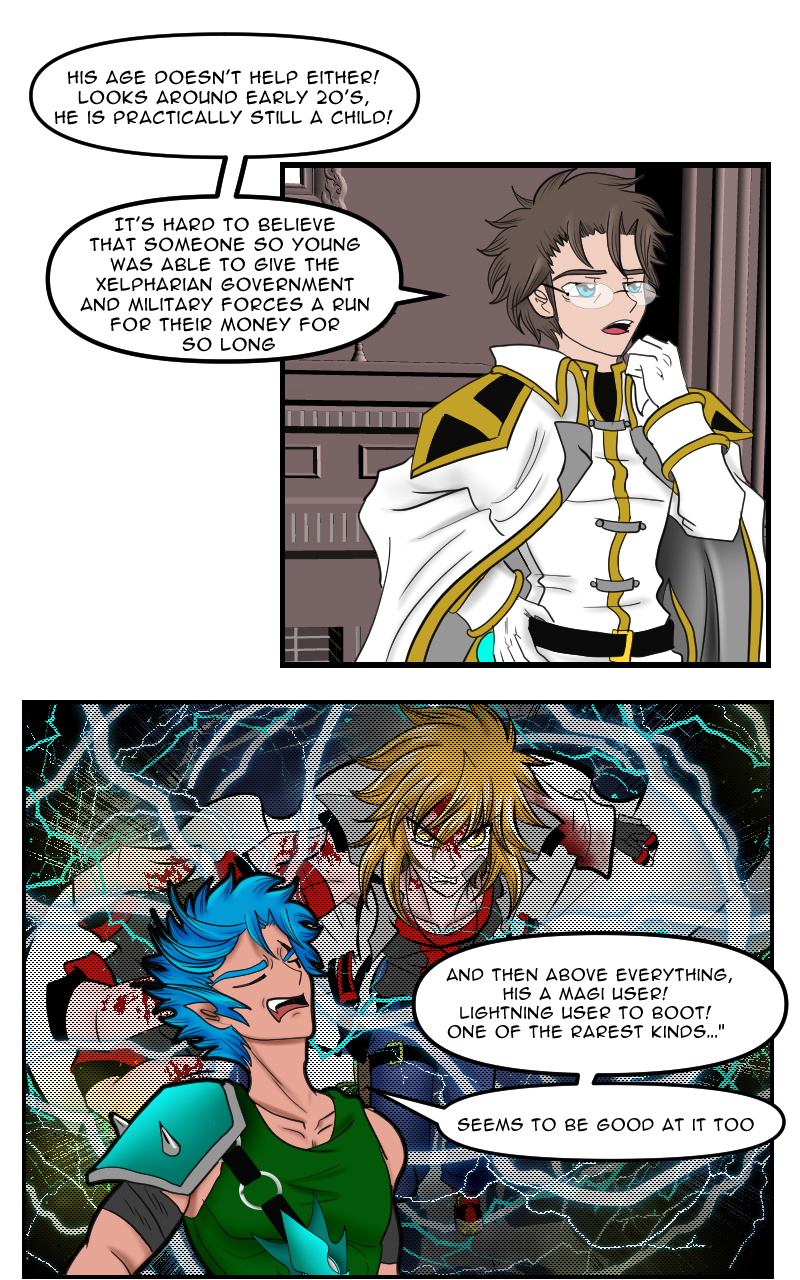 HIS AGE DOESN'T HELP EITHER!
LOOKS AROUND EARLY 20'S,
HE IS PRACTICALLY STILL A CHILD!
IT'S HARD TO BELIEVE
THAT SOMEONE SO YOUNG
WAS ABLE TO GIVE THE
XELPHARIAN GOVERNMENT
AND MILITARY FORCES A RUN
FOR THEIR MONEY FOR
SO LONG
AND THEN ABOVE EVERYTHING,
HIS A MAGI USER!
LIGHTNING USER TO BOOT!
ONE OF THE RAREST KINDS..."
SEEMS TO BE GOOD AT IT TOO